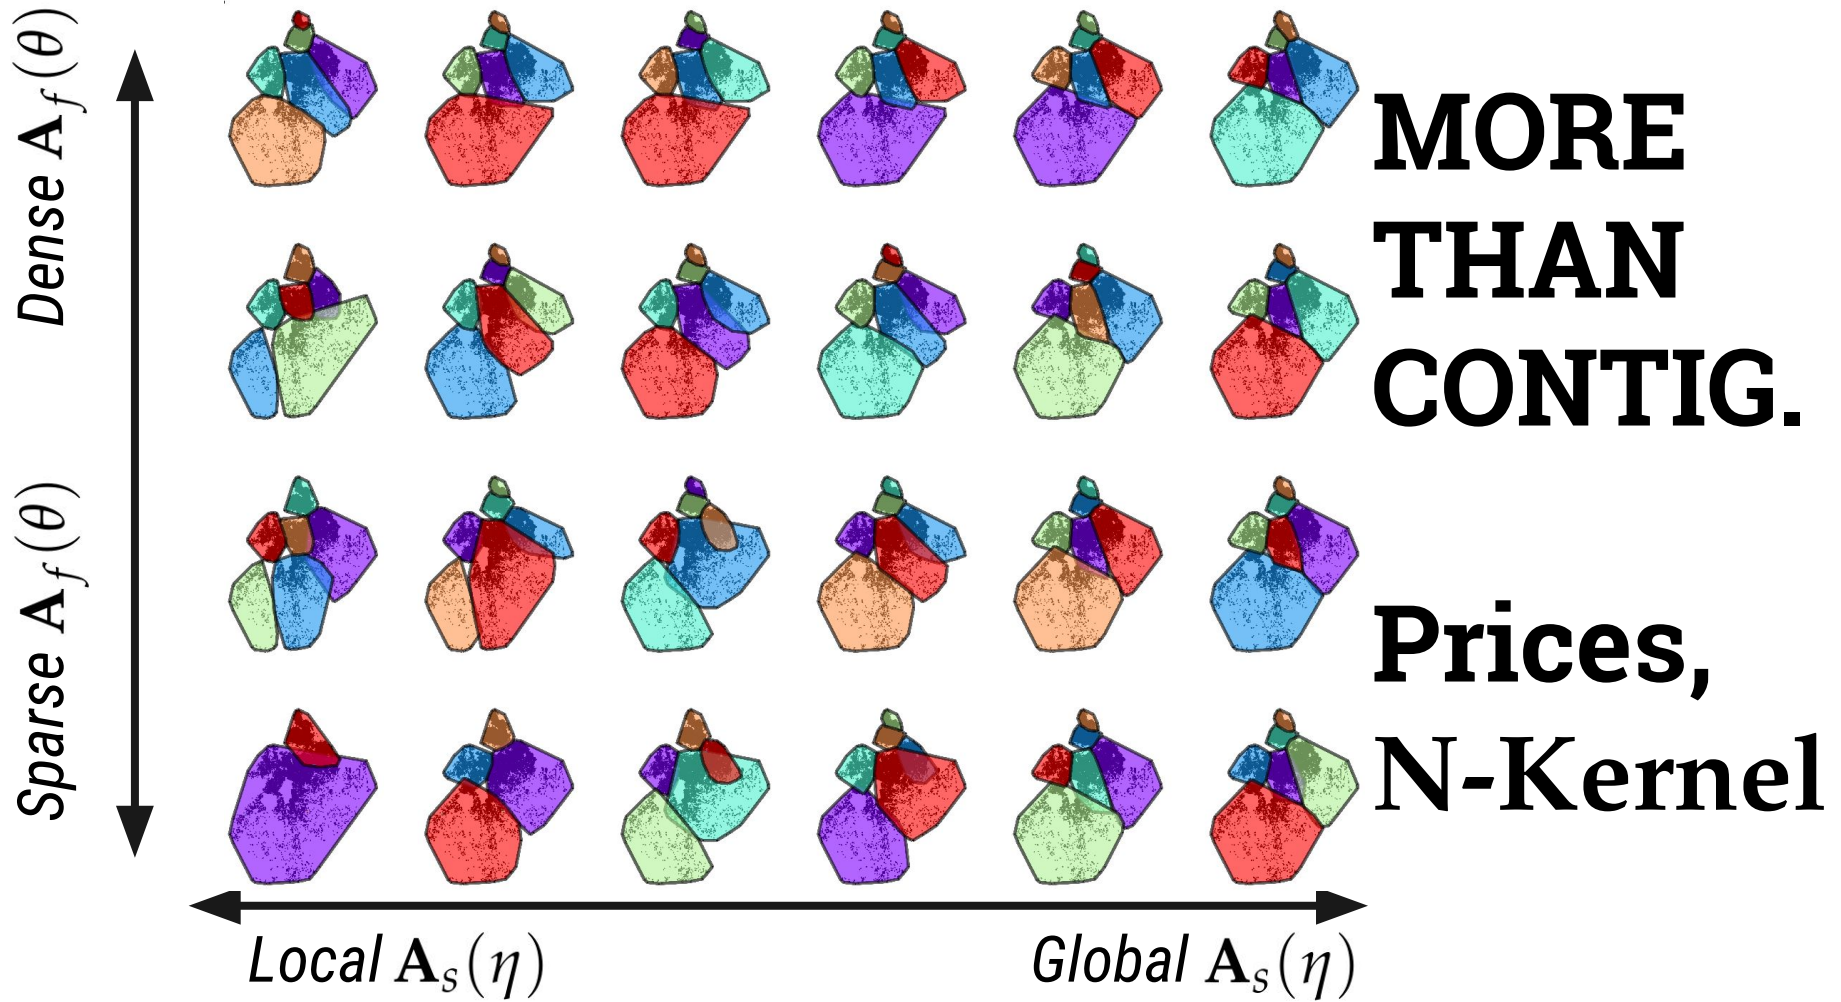 Dense A_f(θ)
Sparse A_f(θ)
MORE
THAN
CONTIG.
Prices,
N-Kernel
Local A_s(η)
Global A_s(η)